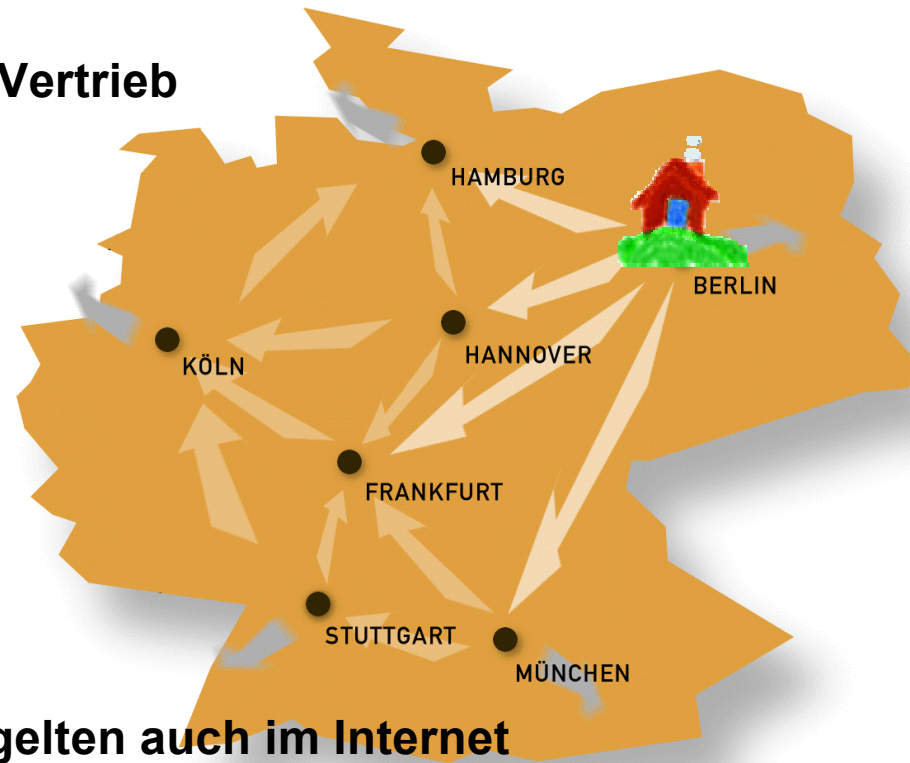 Vertrieb
HAMBURG
BERLIN
HANNOVER
KÖLN
FRANKFURT
STUTTGART
MÜNCHEN
gelten auch im Internet